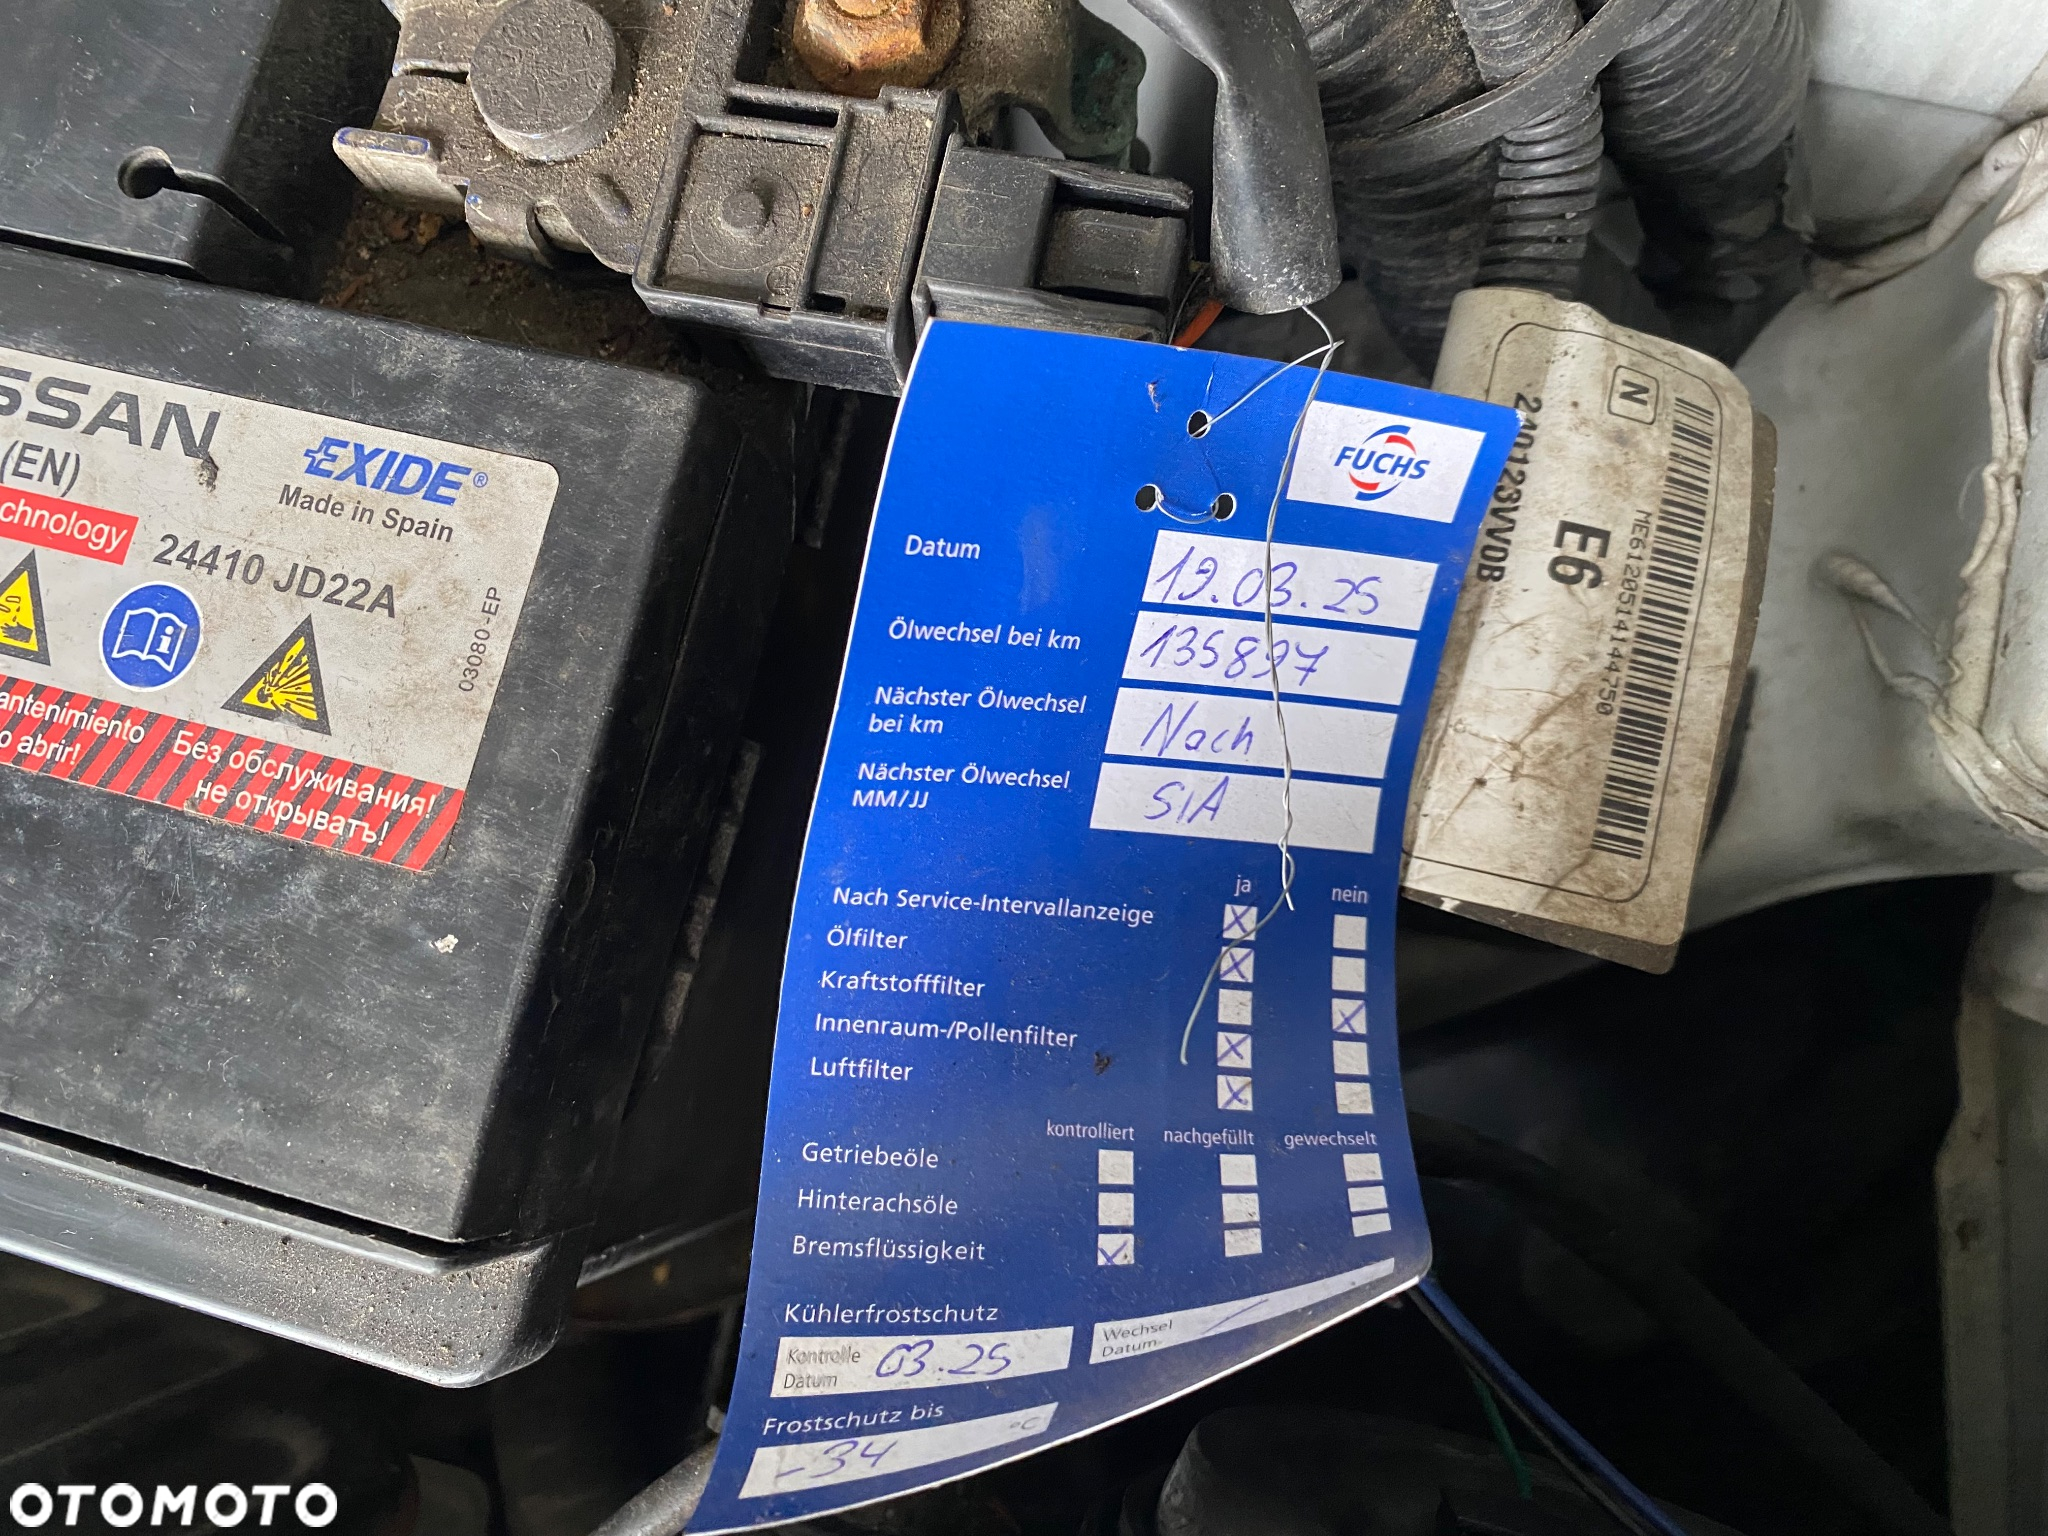 SSAN
(EN)
EXIDE®
Made in Spain
chnology
24410 JD22A
03080-EP
antenimiento
o abrir!
Без обслуживания!
не открывать!
FUCHS
Datum 19.03.25
Ölwechsel bei km 135897
Nächster Ölwechsel
bei km Nach
Nächster Ölwechsel
MM/JJ SIA
ja nein
Nach Service-Intervallanzeige X
Ölfilter X
Kraftstofffilter X
Innenraum-/Pollenfilter X
Luftfilter X
kontrolliert nachgefüllt gewechselt
Getriebeöle
Hinterachsöle
Bremsflüssigkeit X
Kühlerfrostschutz
Kontrolle
Datum 03.25
Wechsel
Datum
Frostschutz bis
-34 °C
N
240123VV0B
E6
ME61205141444750
OTOMOTO